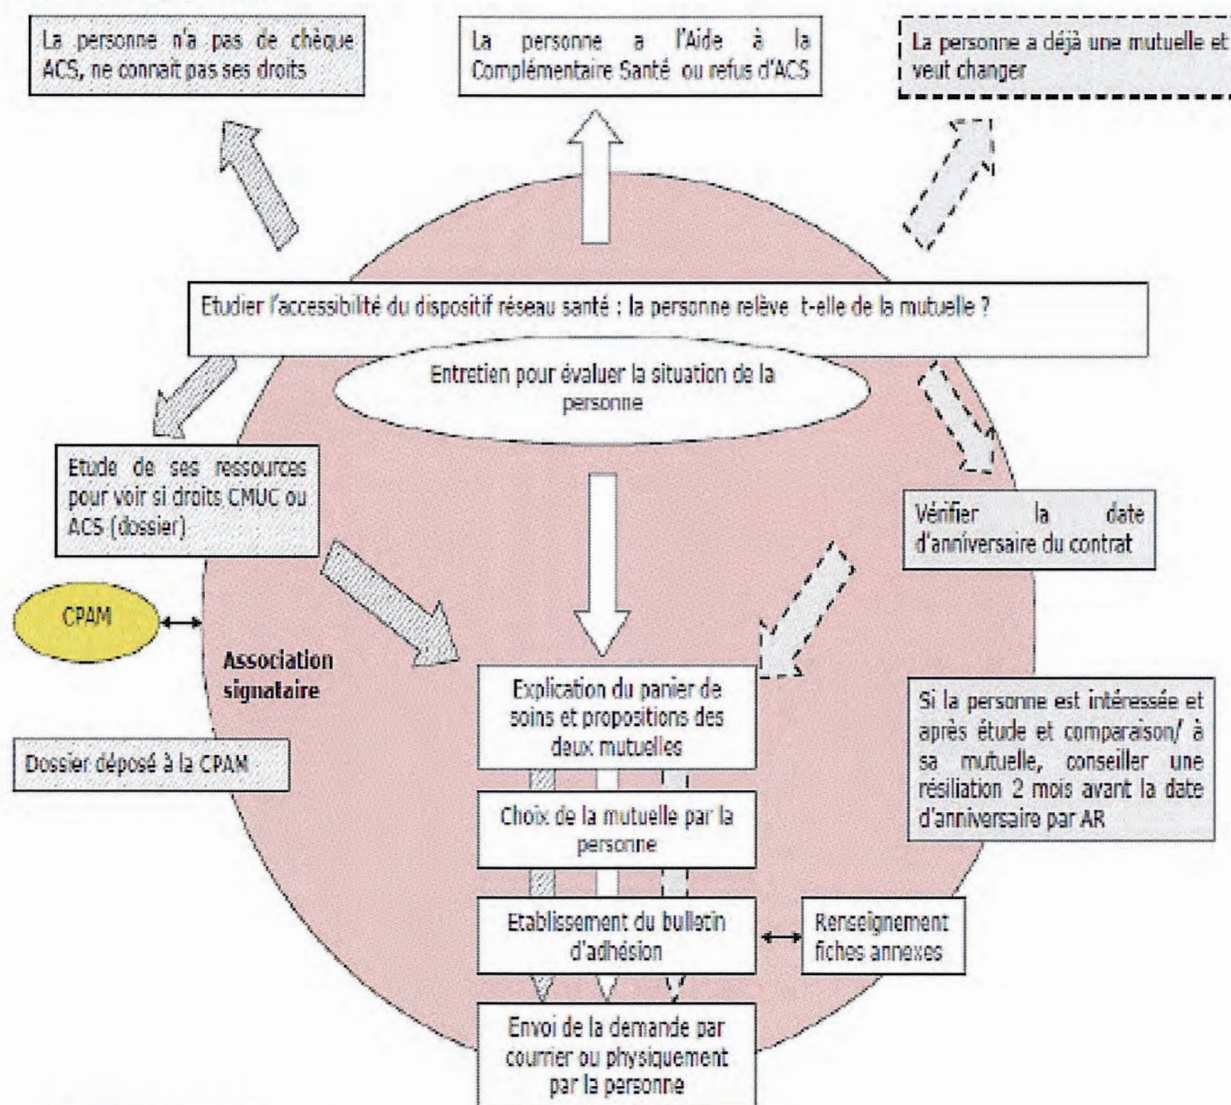 La personne n'a pas de chèque
ACS, ne connait pas ses droits
La personne a l'Aide à la
Complémentaire Santé ou refus d'ACS
La personne a déjà une mutuelle et
veut changer
Etudier l'accessibilité du dispositif réseau santé : la personne relève t-elle de la mutuelle ?
Entretien pour évaluer la situation de la
personne
Etude de ses ressources
pour voir si droits CMUC ou
ACS (dossier)
Vérifier la date
d'anniversaire du contrat
CPAM
Association
signataire
Explication du panier de
soins et propositions des
deux mutuelles
Si la personne est intéressée et
après étude et comparaison/ à
sa mutuelle, conseiller une
résiliation 2 mois avant la date
d'anniversaire par AR
Dossier déposé à la CPAM
Choix de la mutuelle par la
personne
Etablissement du bulletin
d'adhésion
Renseignement
fiches annexes
Envoi de la demande par
courrier ou physiquement
par la personne